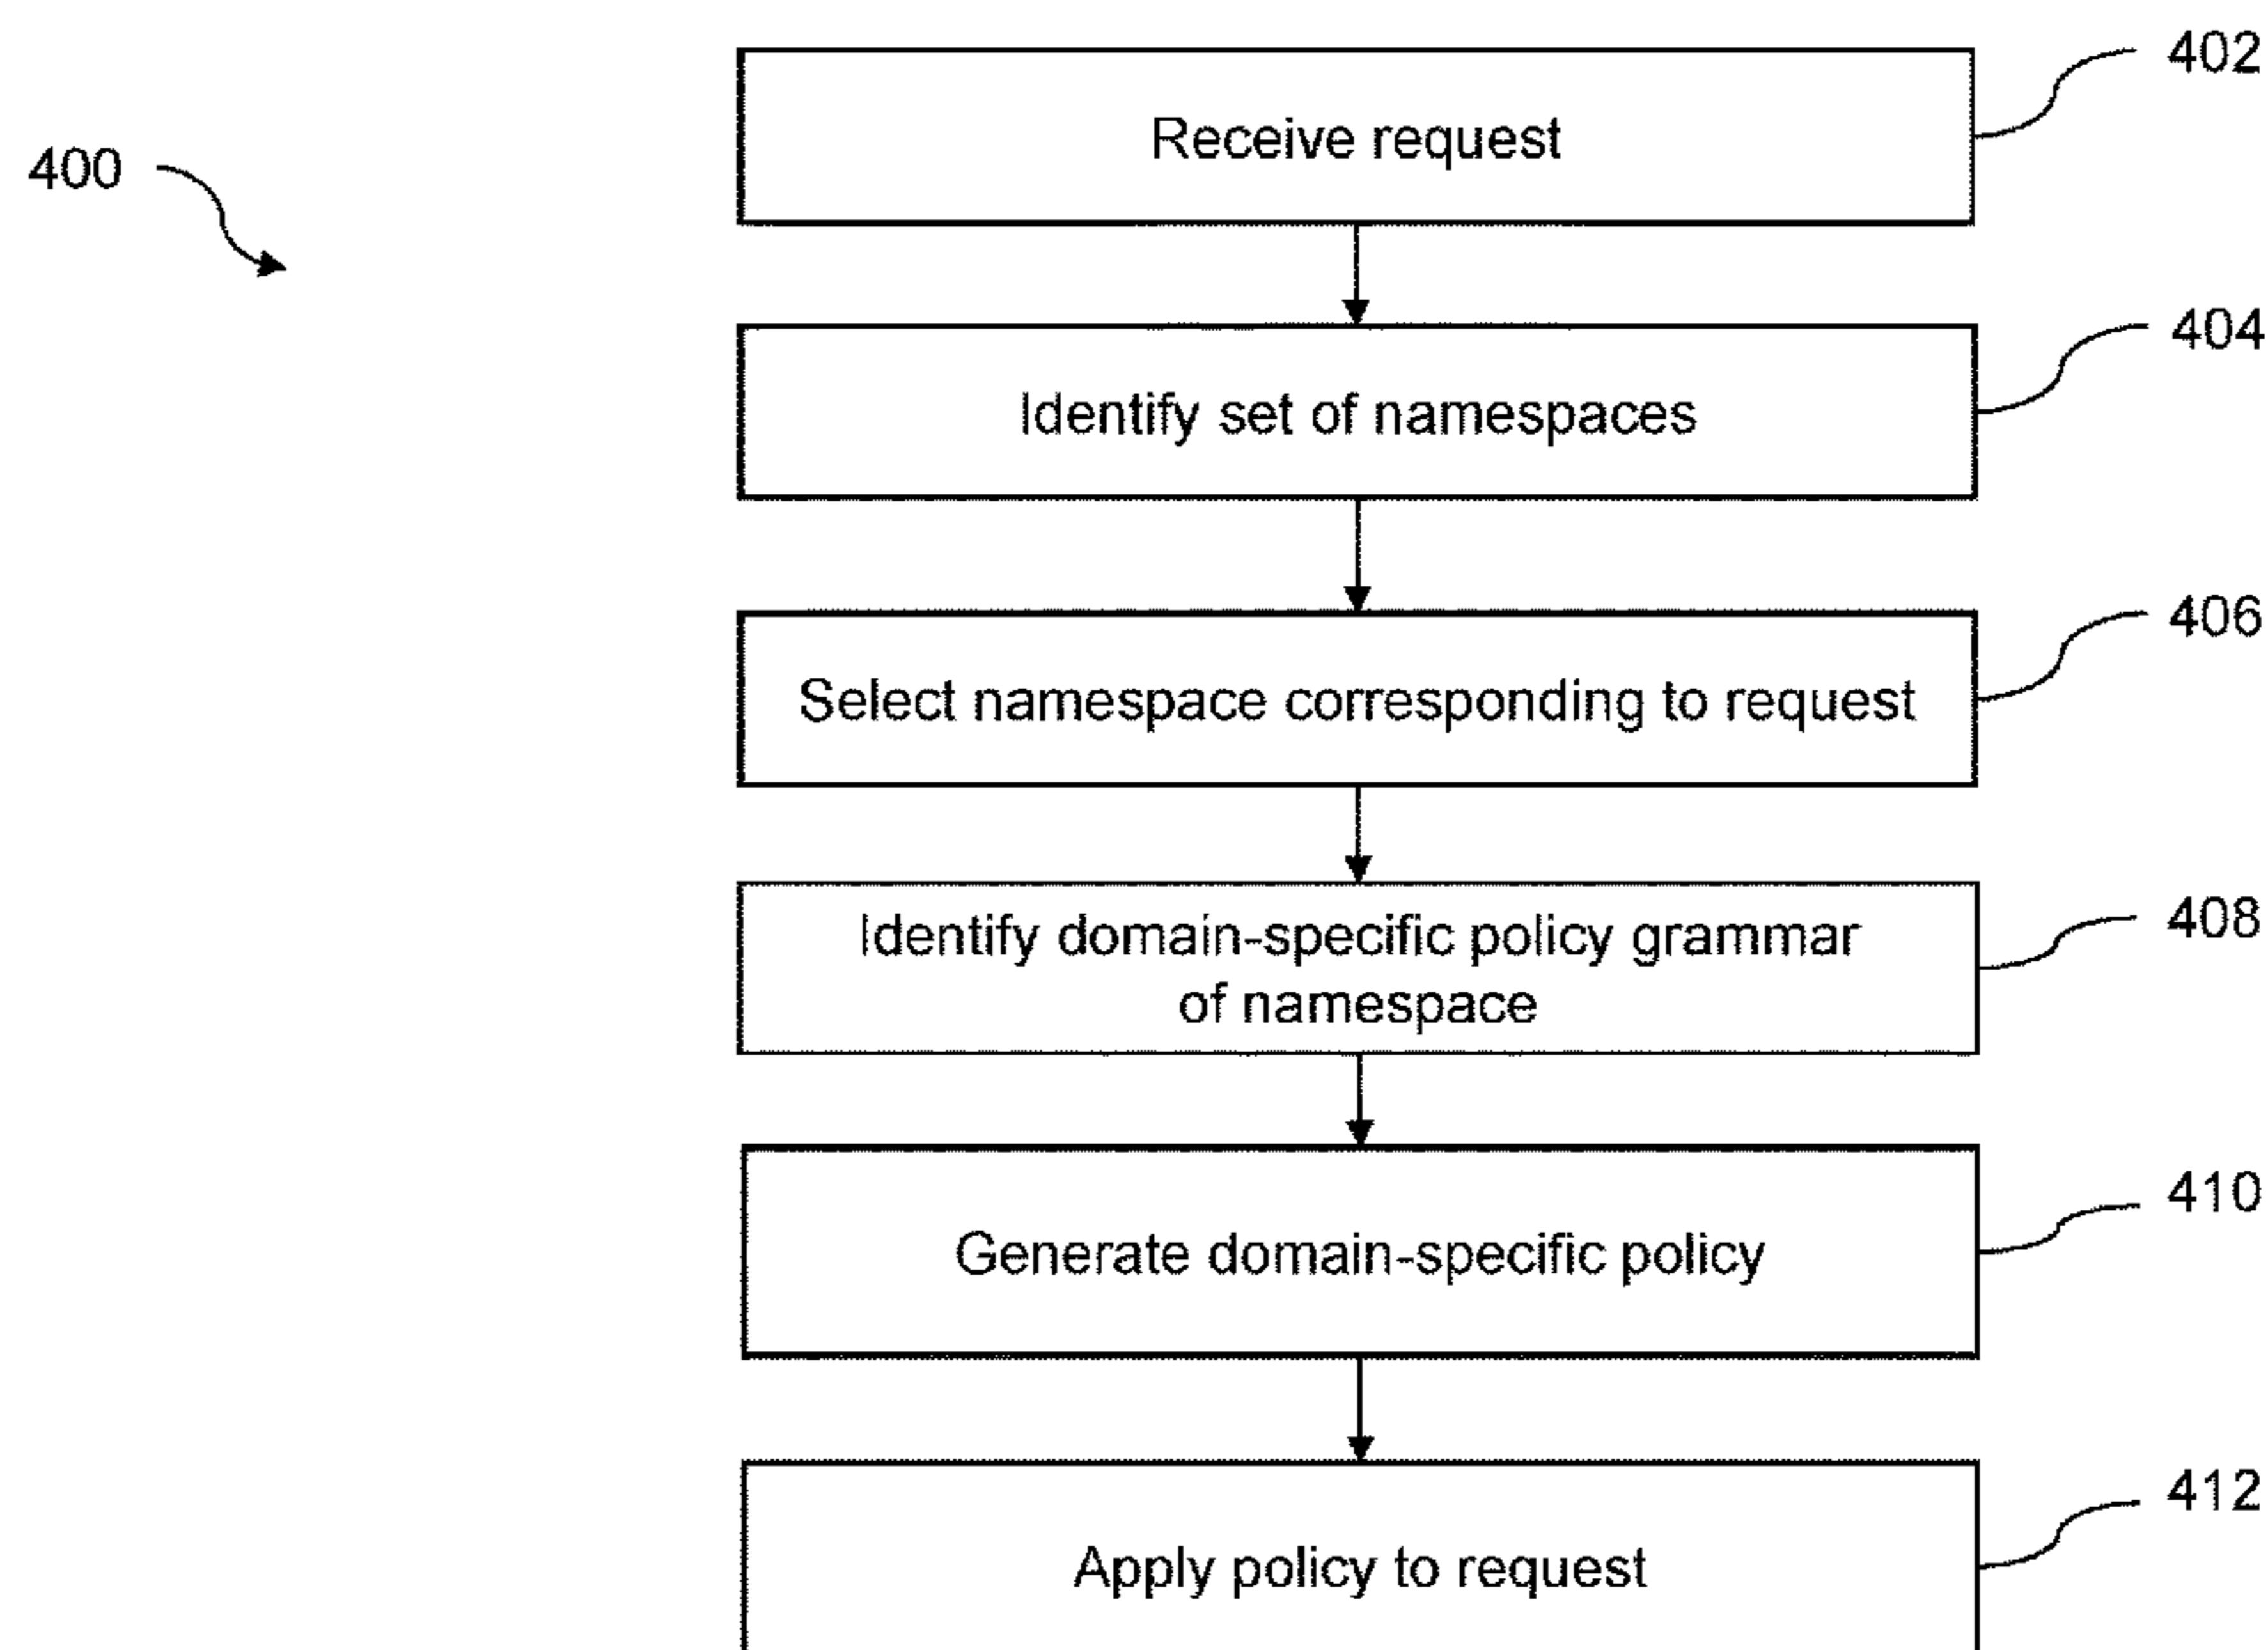 402
Receive request
400
404
Identify set of namespaces
406
Select namespace corresponding to request
408
Identify domain-specific policy grammar
of namespace
410
Generate domain-specific policy
412
Apply policy to request